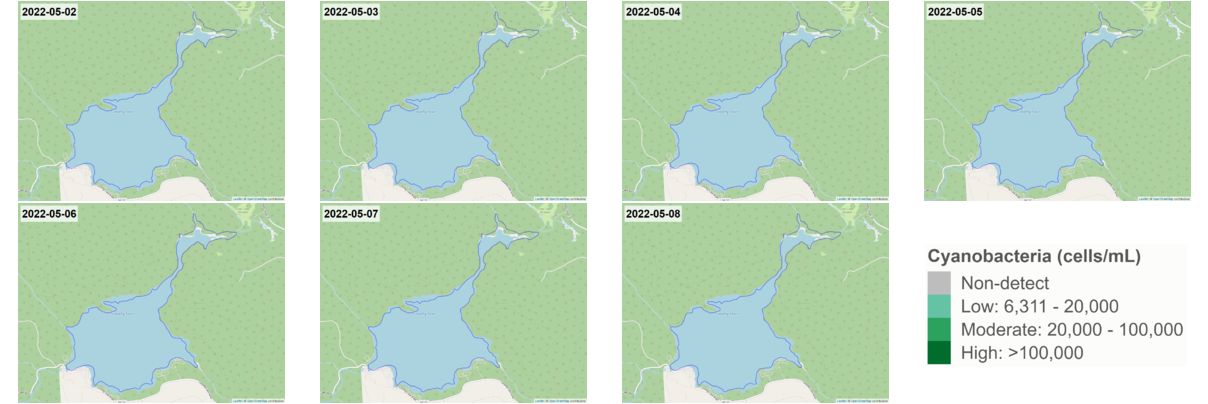 2022-05-02
2022-05-03
2022-05-04
2022-05-05
2022-05-06
2022-05-07
2022-05-08
Cyanobacteria (cells/mL)
Non-detect
Low: 6,311 - 20,000
Moderate: 20,000 - 100,000
High: >100,000